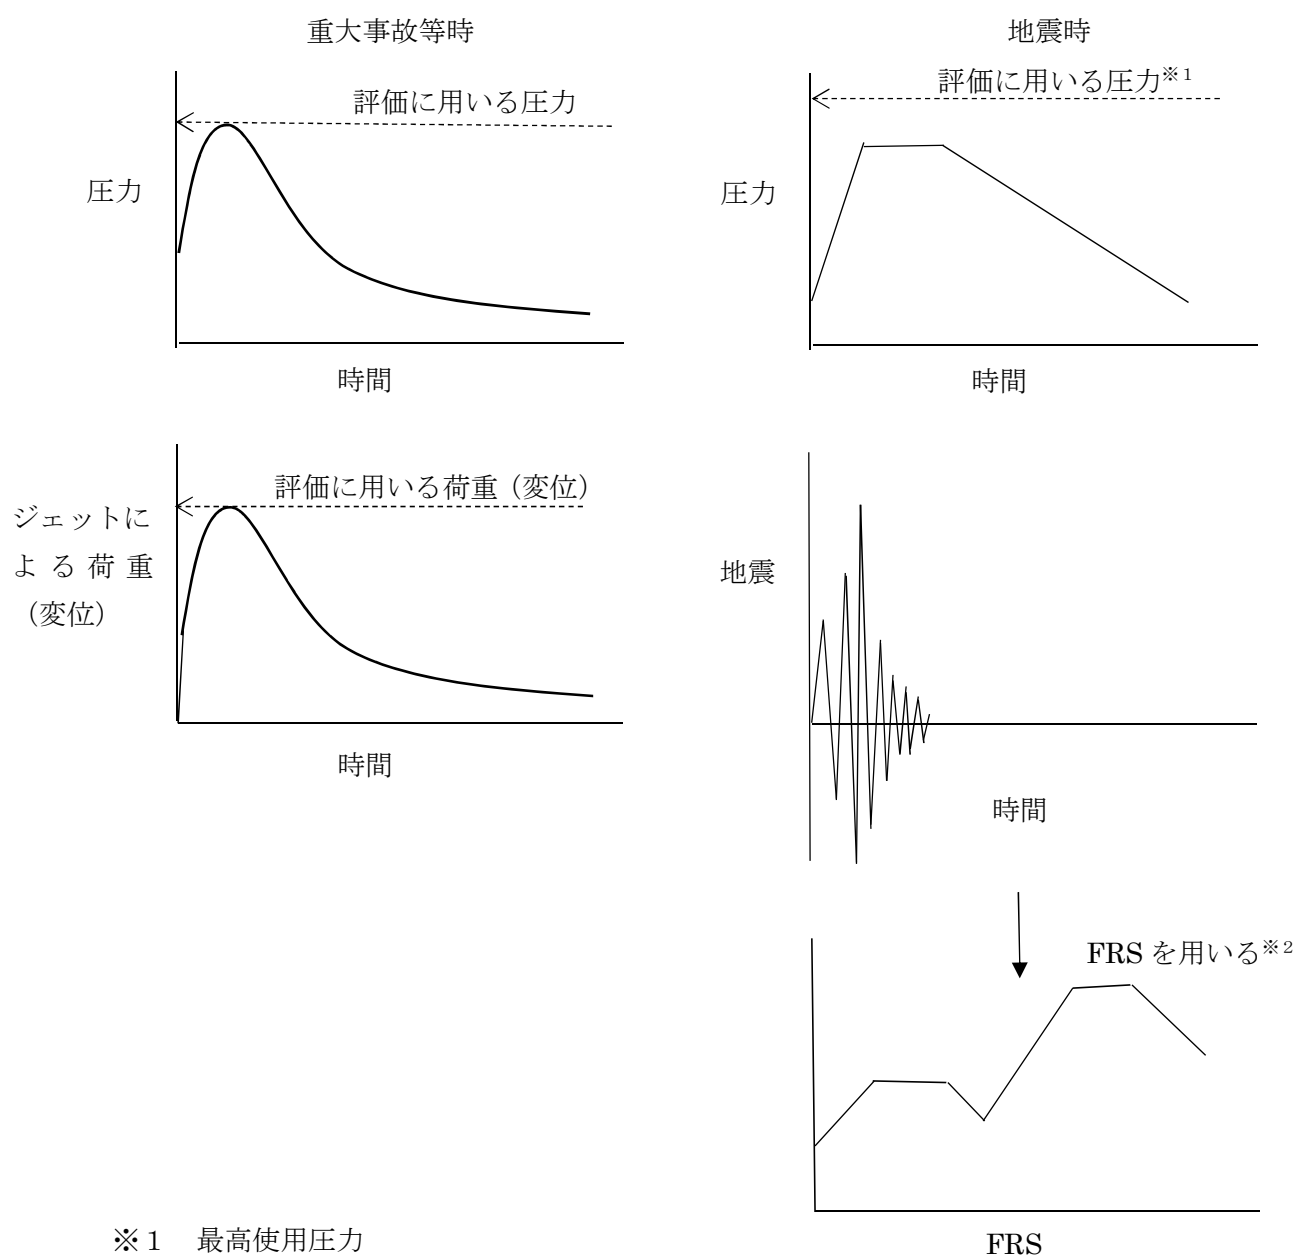 重大事故等時
評価に用いる圧力
圧力
時間
評価に用いる荷重（変位）
ジェットに
よる荷重
（変位）
時間
地震時
評価に用いる圧力※１
圧力
時間
地震
時間
FRS を用いる※２
FRS
※１　最高使用圧力